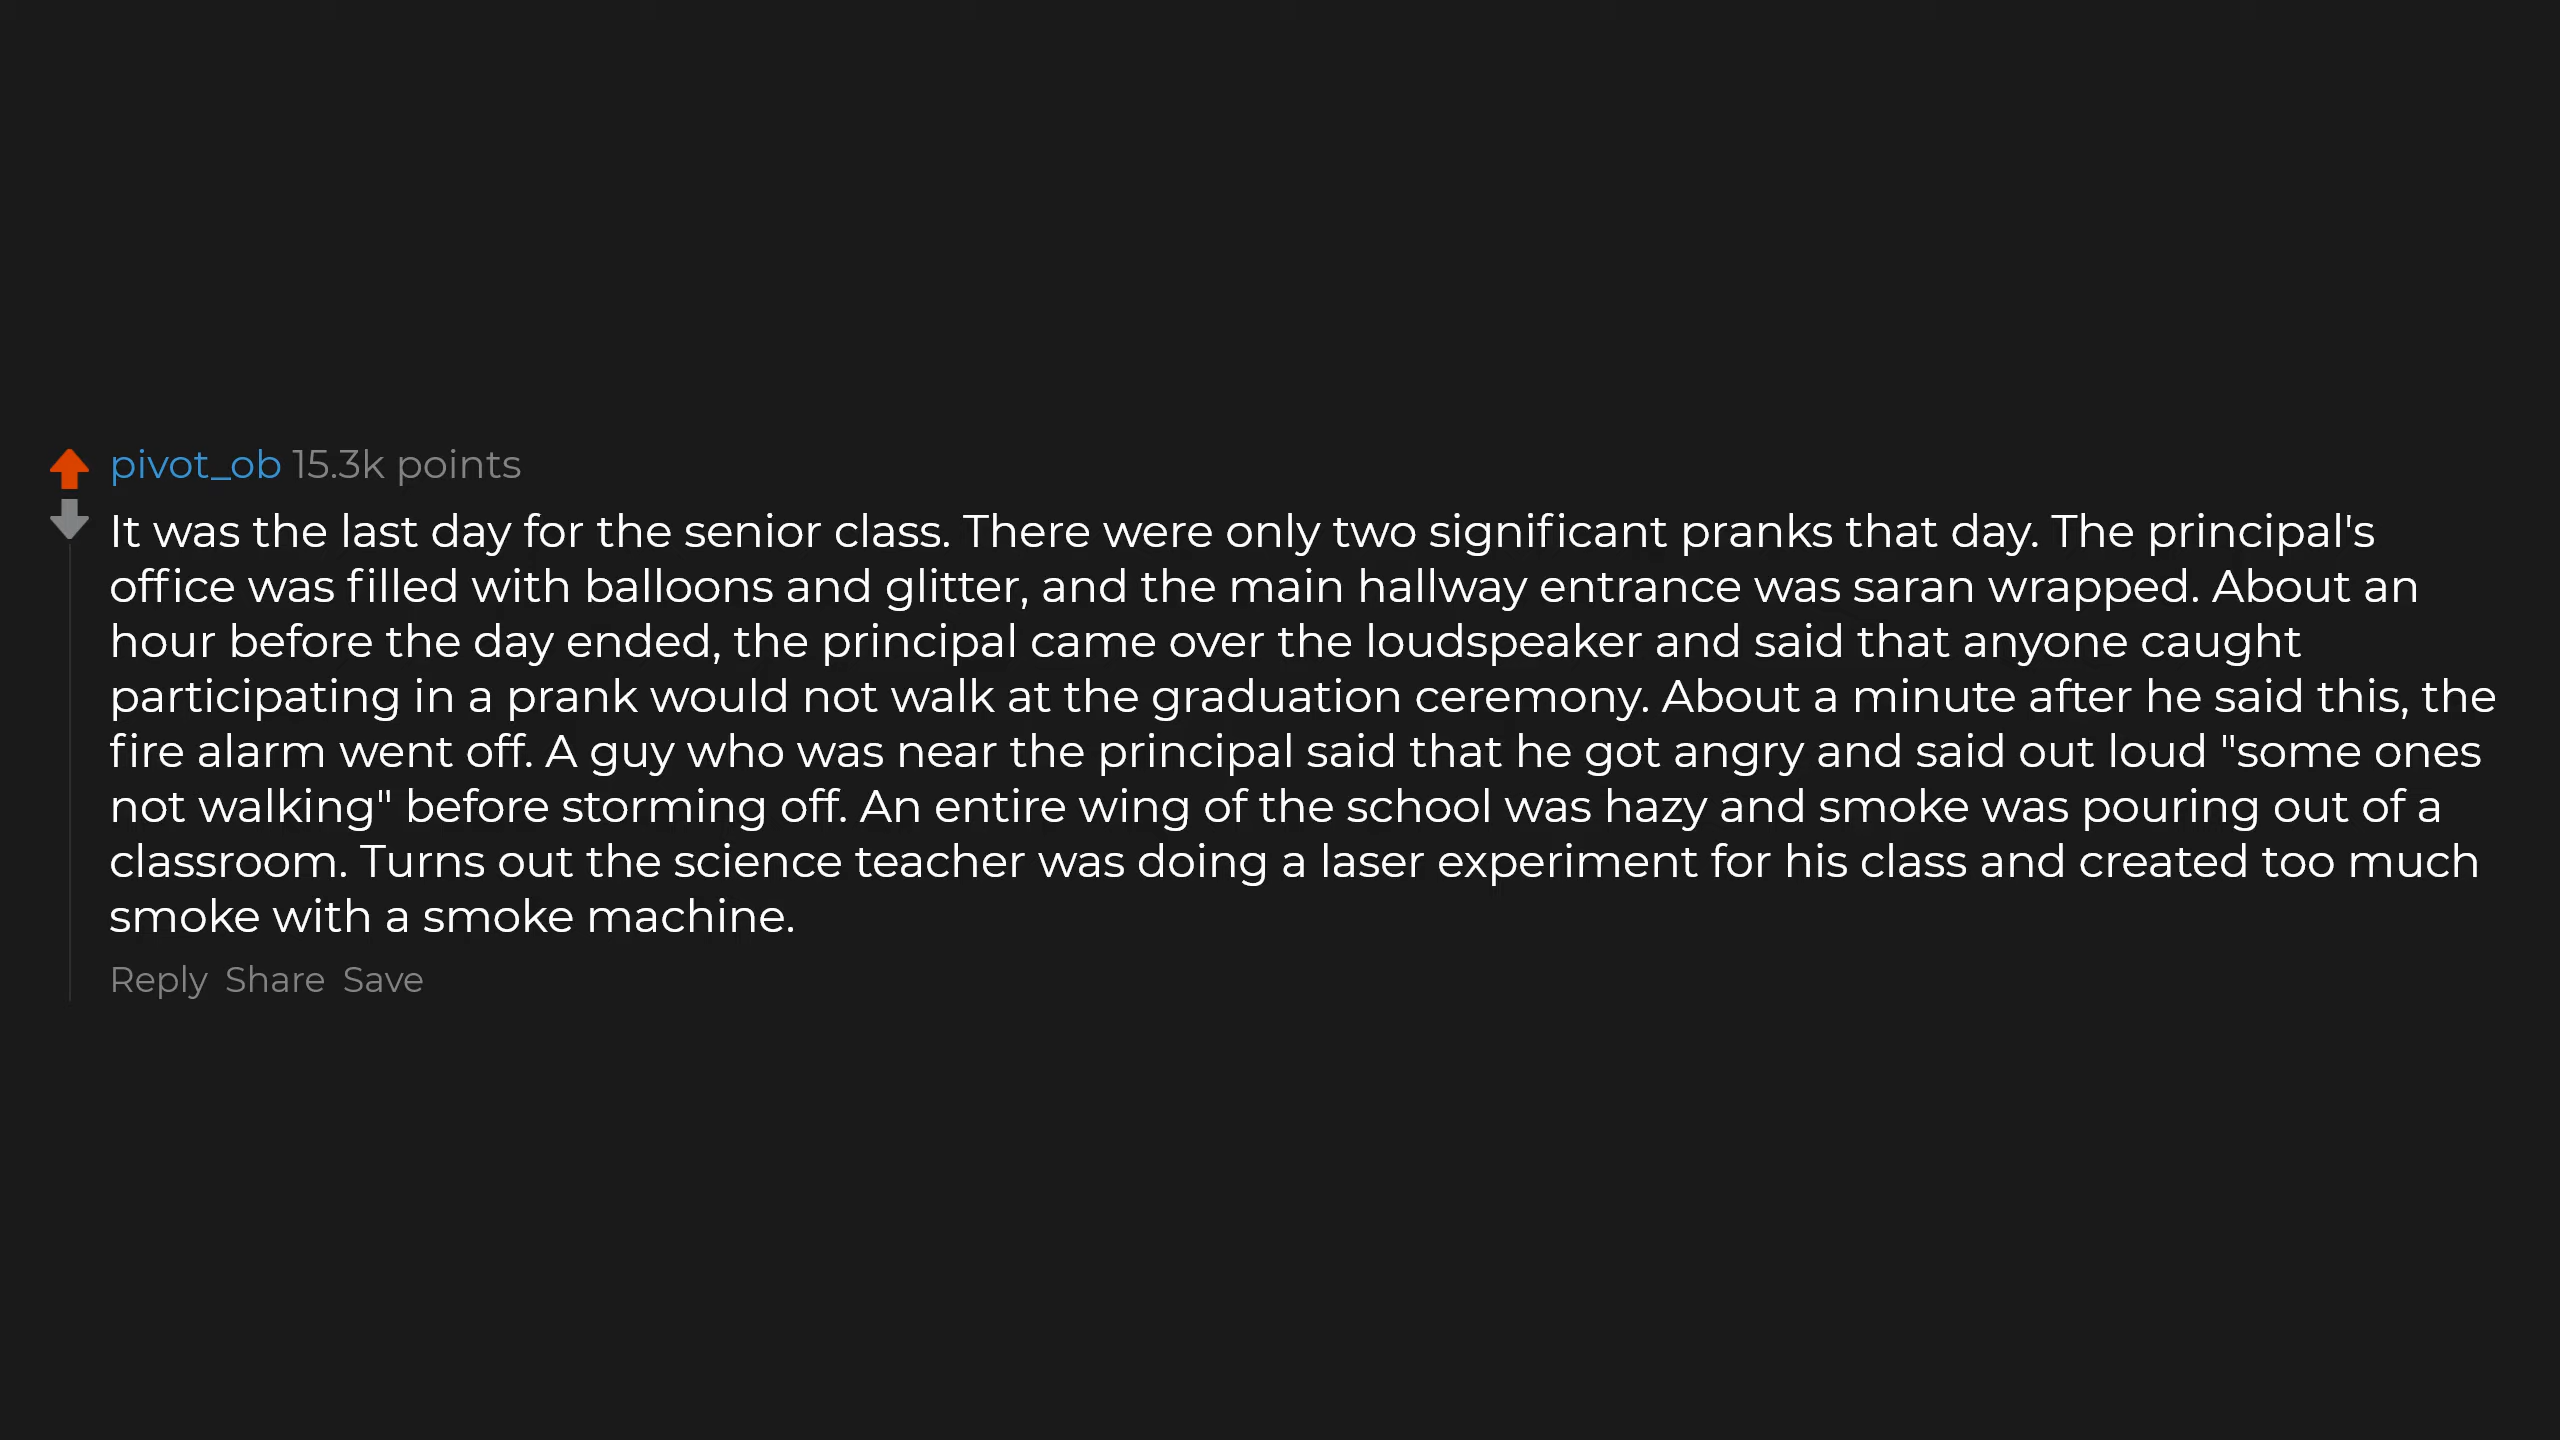 pivot_ob 15.3k points
It was the last day for the senior class. There were only two significant pranks that day. The principal's
office was filled with balloons and glitter, and the main hallway entrance was saran wrapped. About an
hour before the day ended, the principal came over the loudspeaker and said that anyone caught
participating in a prank would not walk at the graduation ceremony. About a minute after he said this, the
fire alarm went off. A guy who was near the principal said that he got angry and said out loud "some ones
not walking" before storming off. An entire wing of the school was hazy and smoke was pouring out of a
classroom. Turns out the science teacher was doing a laser experiment for his class and created too much
smoke with a smoke machine.
Reply Share Save